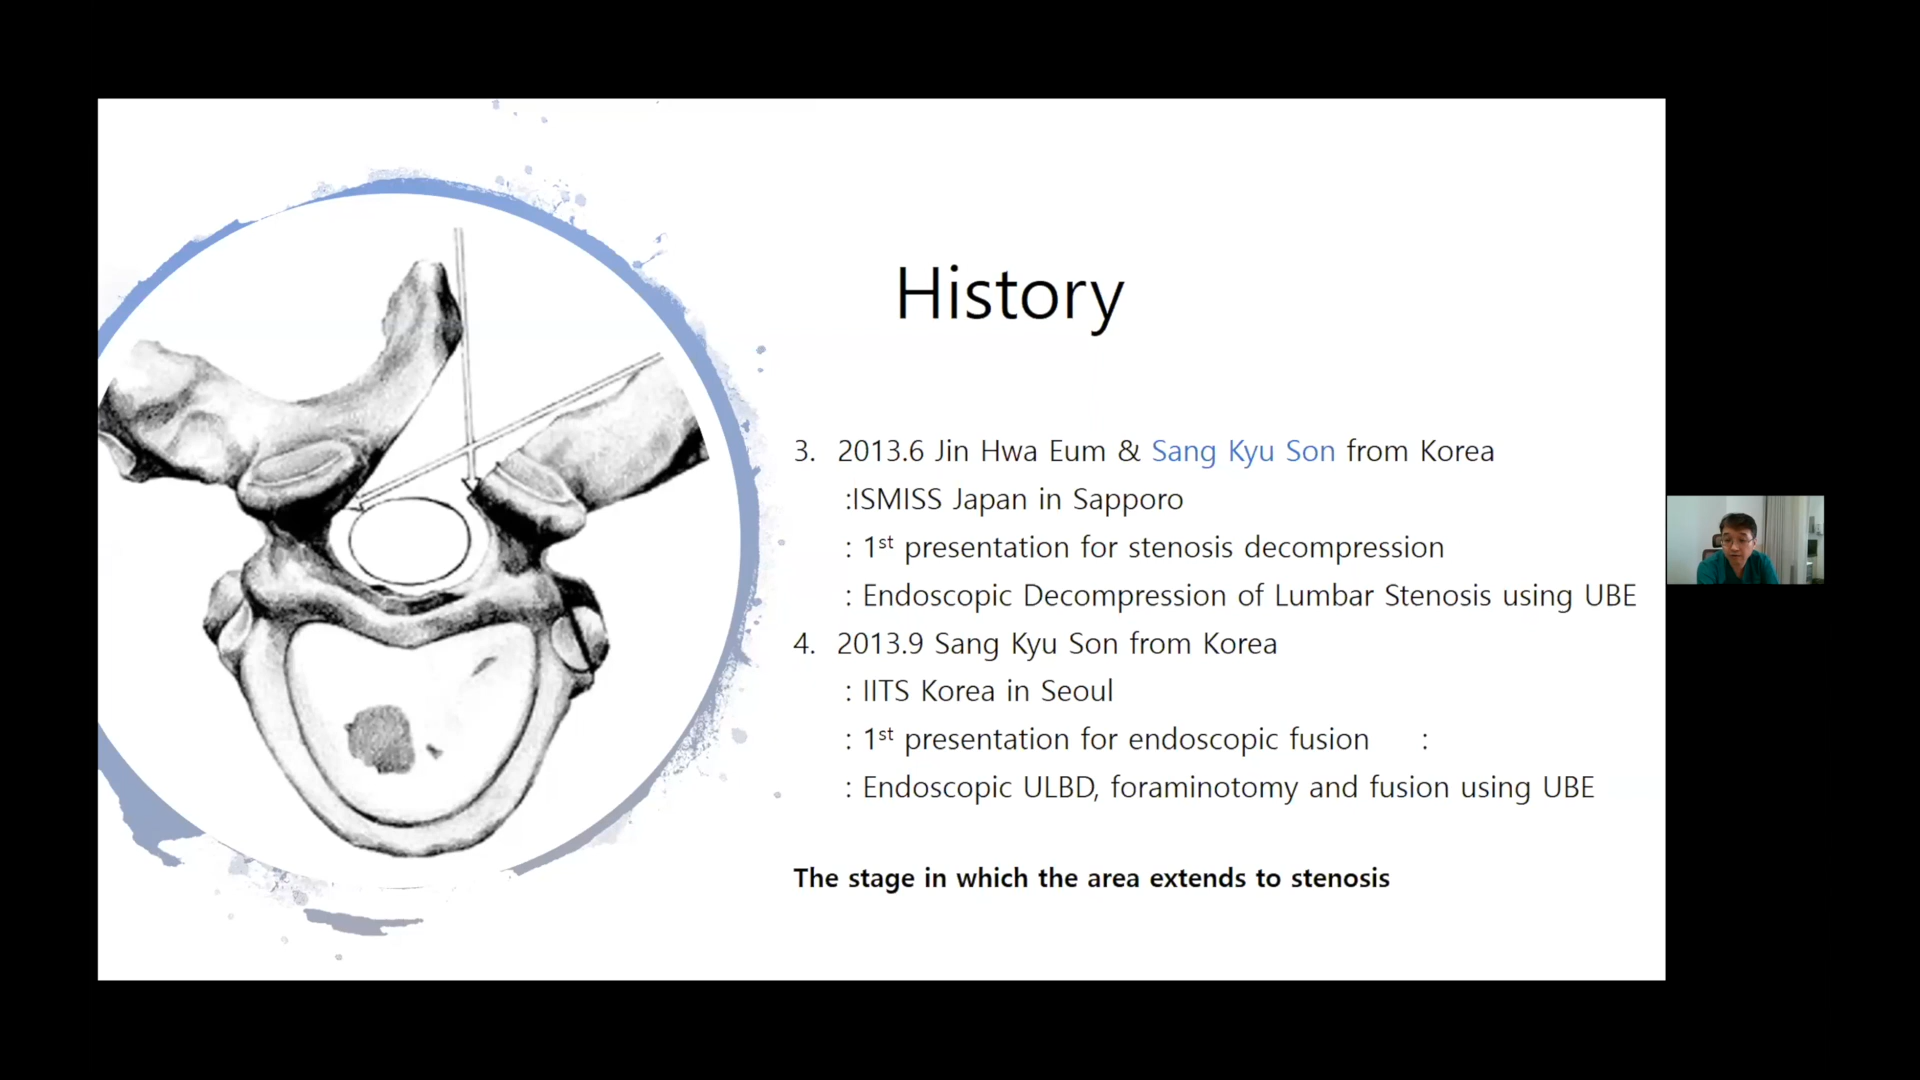 History
3. 2013.6 Jin Hwa Eum & Sang Kyu Son from Korea
:ISMISS Japan in Sapporo
: 1st presentation for stenosis decompression
: Endoscopic Decompression of Lumbar Stenosis using UBE
4. 2013.9 Sang Kyu Son from Korea
: IITS Korea in Seoul
: 1st presentation for endoscopic fusion :
: Endoscopic ULBD, foraminotomy and fusion using UBE
The stage in which the area extends to stenosis